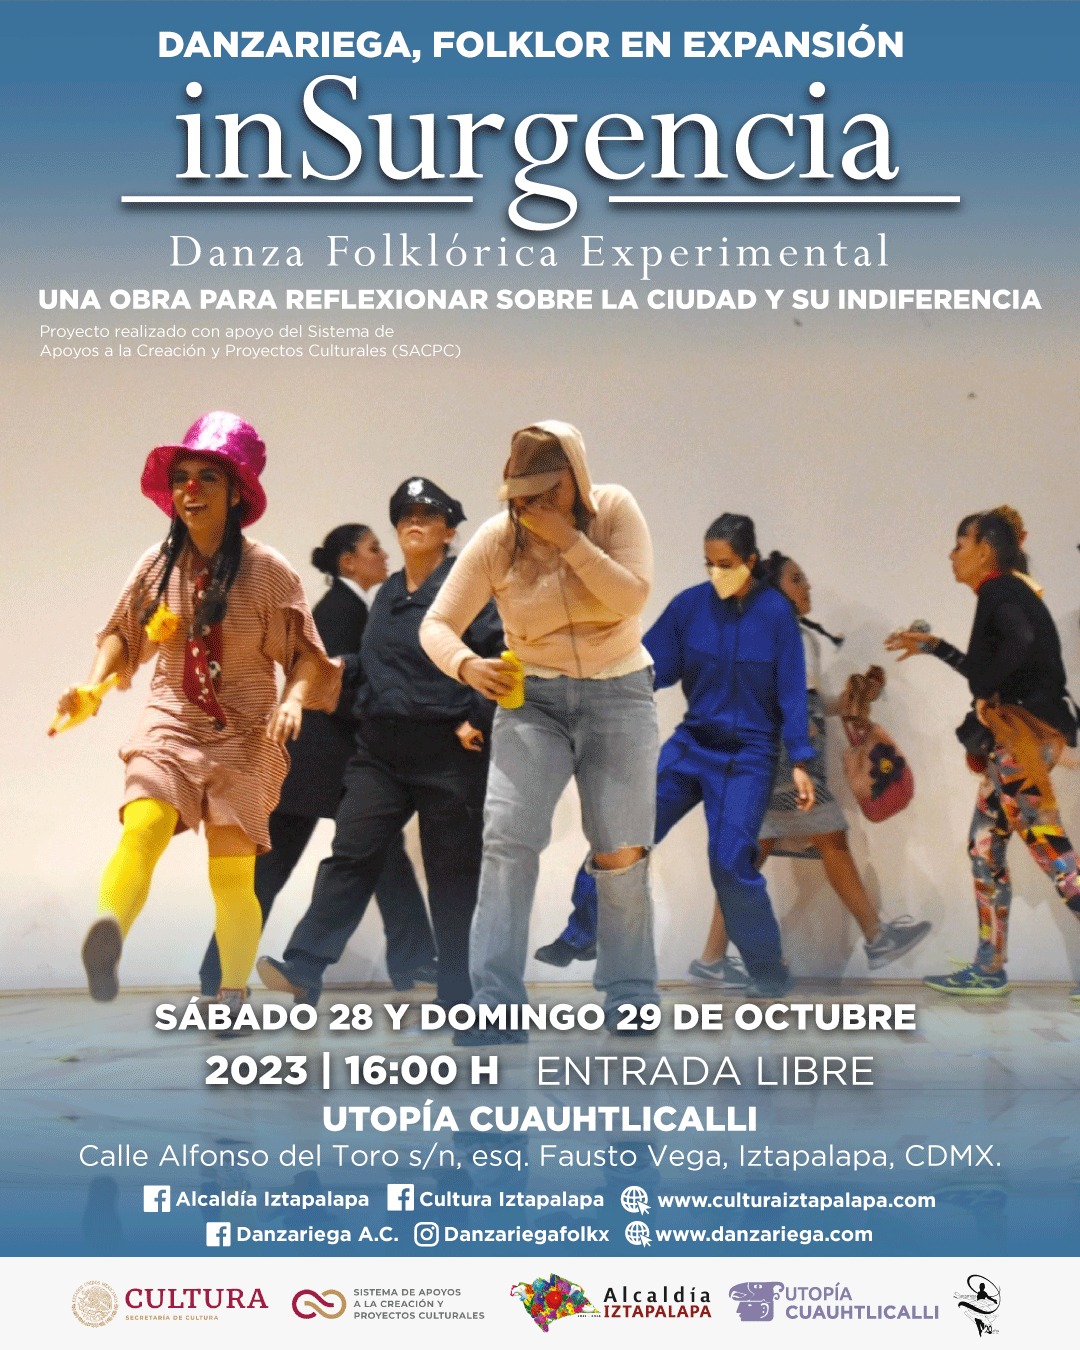 DANZARIEGA, FOLKLOR EN EXPANSIÓN
inSurgencia
Danza Folklórica Experimental
UNA OBRA PARA REFLEXIONAR SOBRE LA CIUDAD Y SU INDIFERENCIA
Proyecto realizado con apoyo del Sistema de
Apoyos a la Creación y Proyectos Culturales (SACPC)
SÁBADO 28 Y DOMINGO 29 DE OCTUBRE
2023 | 16:00 H ENTRADA LIBRE
UTOPÍA CUAUHTLICALLI
Calle Alfonso del Toro s/n, esq. Fausto Vega, Iztapalapa, CDMX.
Alcaldía Iztapalapa Cultura Iztapalapa www.culturaiztapalapa.com
Danzariega A.C. Danzariegafolkx www.danzariega.com
CULTURA
SECRETARÍA DE CULTURA
SISTEMA DE APOYOS
A LA CREACIÓN Y
PROYECTOS CULTURALES
Alcaldía
IZTAPALAPA
UTOPÍA
CUAUHTLICALLI